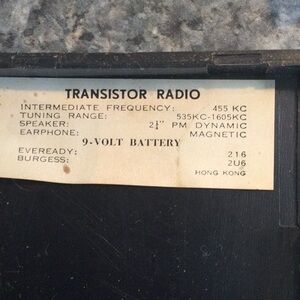 TRANSISTOR RADIO
INTERMEDIATE FREQUENCY: 455 KC
TUNING RANGE: 535KC-1605KC
SPEAKER: 2¼" PM DYNAMIC
EARPHONE: MAGNETIC
9-VOLT BATTERY
EVEREADY: 216
BURGESS: 2U6
HONG KONG